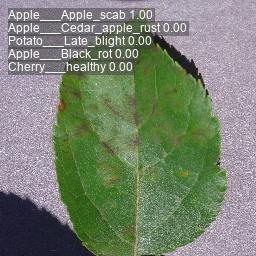 Apple___Apple_scab 1.00
Apple___Cedar_apple_rust 0.00
Potato___Late_blight 0.00
Apple___Black_rot 0.00
Cherry___healthy 0.00